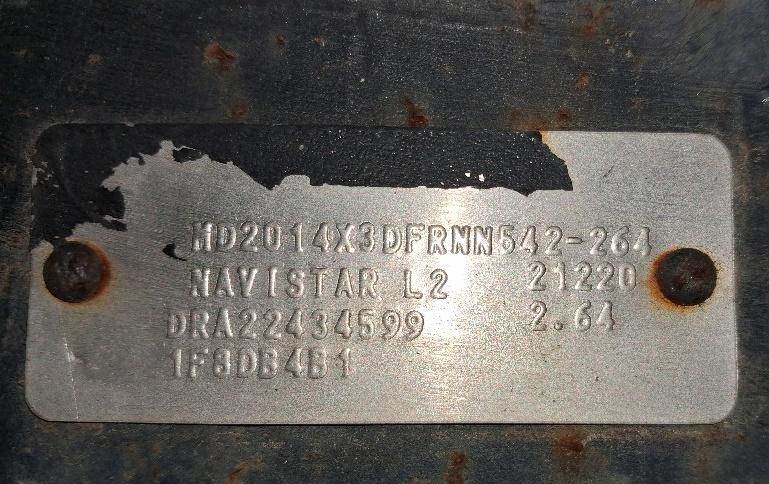 MD2014X3DFRNN542-264
NAVISTAR L2 21220
DRA22434599 2.64
1F8DB4B1